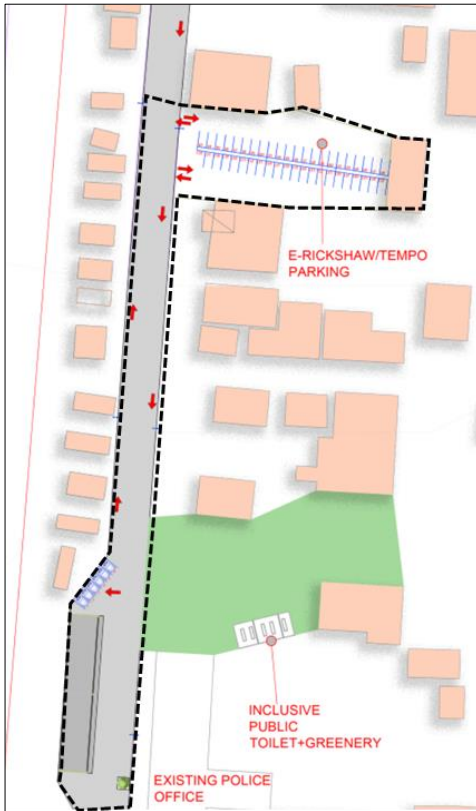 E-RICKSHAW/TEMPO
PARKING
INCLUSIVE
PUBLIC
TOILET+GREENERY
EXISTING POLICE
OFFICE